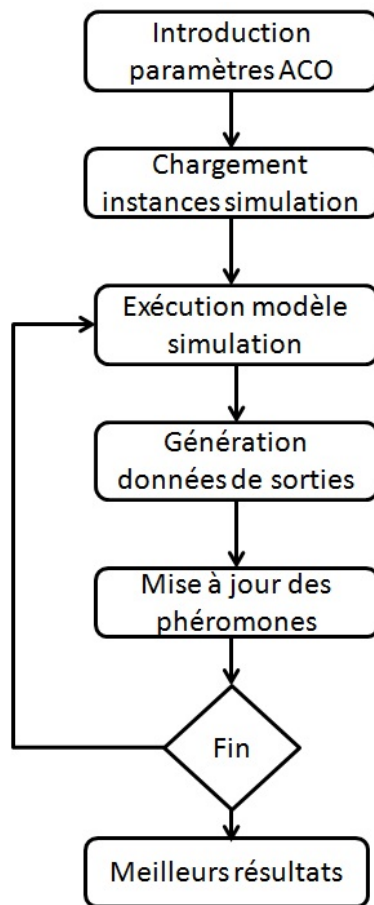 Introduction
paramètres ACO
Chargement
instances simulation
Exécution modèle
simulation
Génération
données de sorties
Mise à jour des
phéromones
Fin
Meilleurs résultats